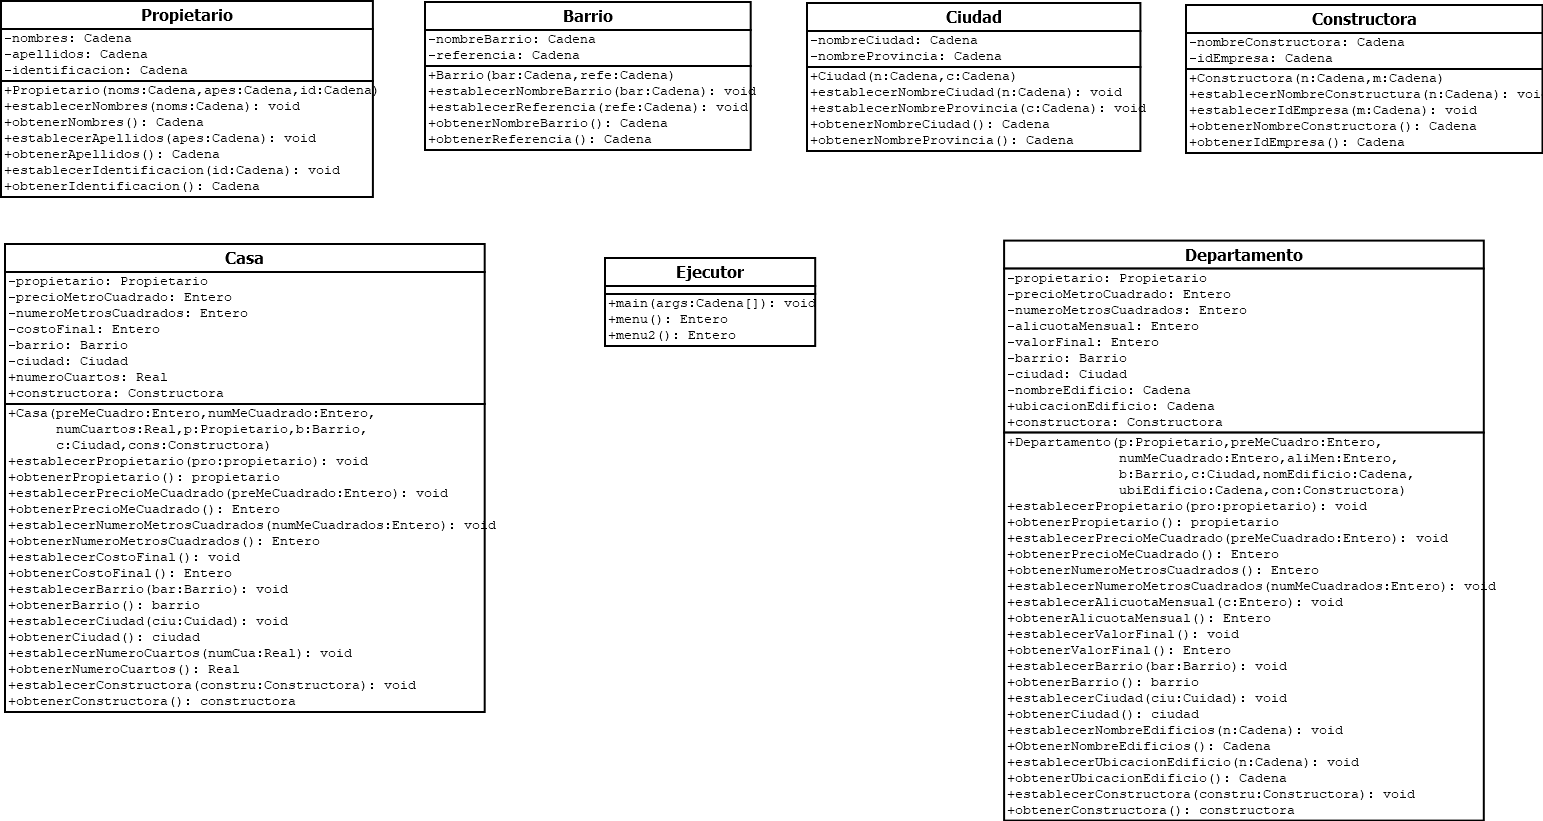 Propietario
-nombres: Cadena
-apellidos: Cadena
-identificacion: Cadena
+Propietario(noms:Cadena,apes:Cadena,id:Cadena)
+establecerNombres(noms:Cadena): void
+obtenerNombres(): Cadena
+establecerApellidos(apes:Cadena): void
+obtenerApellidos(): Cadena
+establecerIdentificacion(id:Cadena): void
+obtenerIdentificacion(): Cadena
Barrio
-nombreBarrio: Cadena
-referencia: Cadena
+Barrio(bar:Cadena,refe:Cadena)
+establecerNombreBarrio(bar:Cadena): void
+establecerReferencia(refe:Cadena): void
+obtenerNombreBarrio(): Cadena
+obtenerReferencia(): Cadena
Ciudad
-nombreCiudad: Cadena
-nombreProvincia: Cadena
+Ciudad(n:Cadena,c:Cadena)
+establecerNombreCiudad(n:Cadena): void
+establecerNombreProvincia(c:Cadena): void
+obtenerNombreCiudad(): Cadena
+obtenerNombreProvincia(): Cadena
Constructora
-nombreConstructora: Cadena
-idEmpresa: Cadena
+Constructora(n:Cadena,m:Cadena)
+establecerNombreConstructura(n:Cadena): voi
+establecerIdEmpresa(m:Cadena): void
+obtenerNombreConstructora(): Cadena
+obtenerIdEmpresa(): Cadena
Casa
-propietario: Propietario
-precioMetroCuadrado: Entero
-numeroMetrosCuadrados: Entero
-costoFinal: Entero
-barrio: Barrio
-ciudad: Ciudad
+numeroCuartos: Real
+constructora: Constructora
+Casa(preMeCuadro:Entero,numMeCuadrado:Entero,
numCuartos:Real,p:Propietario,b:Barrio,
c:Ciudad,cons:Constructora)
+establecerPropietario(pro:propietario): void
+obtenerPropietario(): propietario
+establecerPrecioMeCuadrado(preMeCuadrado:Entero): void
+obtenerPrecioMeCuadrado(): Entero
+establecerNumeroMetrosCuadrados(numMeCuadrados:Entero): void
+obtenerNumeroMetrosCuadrados(): Entero
+establecerCostoFinal(): void
+obtenerCostoFinal(): Entero
+establecerBarrio(bar:Barrio): void
+obtenerBarrio(): barrio
+establecerCiudad(ciu:Cuidad): void
+obtenerCiudad(): ciudad
+establecerNumeroCuartos(numCua:Real): void
+obtenerNumeroCuartos(): Real
+establecerConstructora(constru:Constructora): void
+obtenerConstructora(): constructora
Ejecutor
+main(args:Cadena[]): void
+menu(): Entero
+menu2(): Entero
Departamento
-propietario: Propietario
-precioMetroCuadrado: Entero
-numeroMetrosCuadrados: Entero
-alicuotaMensual: Entero
-valorFinal: Entero
-barrio: Barrio
-ciudad: Ciudad
-nombreEdificio: Cadena
+ubicacionEdificio: Cadena
+constructora: Constructora
+Departamento(p:Propietario,preMeCuadro:Entero,
numMeCuadrado:Entero,aliMen:Entero,
b:Barrio,c:Ciudad,nomEdificio:Cadena,
ubiEdificio:Cadena,con:Constructora)
+establecerPropietario(pro:propietario): void
+obtenerPropietario(): propietario
+establecerPrecioMeCuadrado(preMeCuadrado:Entero): void
+obtenerPrecioMeCuadrado(): Entero
+obtenerNumeroMetrosCuadrados(): Entero
+establecerNumeroMetrosCuadrados(numMeCuadrados:Entero): void
+establecerAlicuotaMensual(c:Entero): void
+obtenerAlicuotaMensual(): Entero
+establecerValorFinal(): void
+obtenerValorFinal(): Entero
+establecerBarrio(bar:Barrio): void
+obtenerBarrio(): barrio
+establecerCiudad(ciu:Cuidad): void
+obtenerCiudad(): ciudad
+establecerNombreEdificios(n:Cadena): void
+ObtenerNombreEdificios(): Cadena
+establecerUbicacionEdificio(n:Cadena): void
+obtenerUbicacionEdificio(): Cadena
+establecerConstructora(constru:Constructora): void
+obtenerConstructora(): constructora